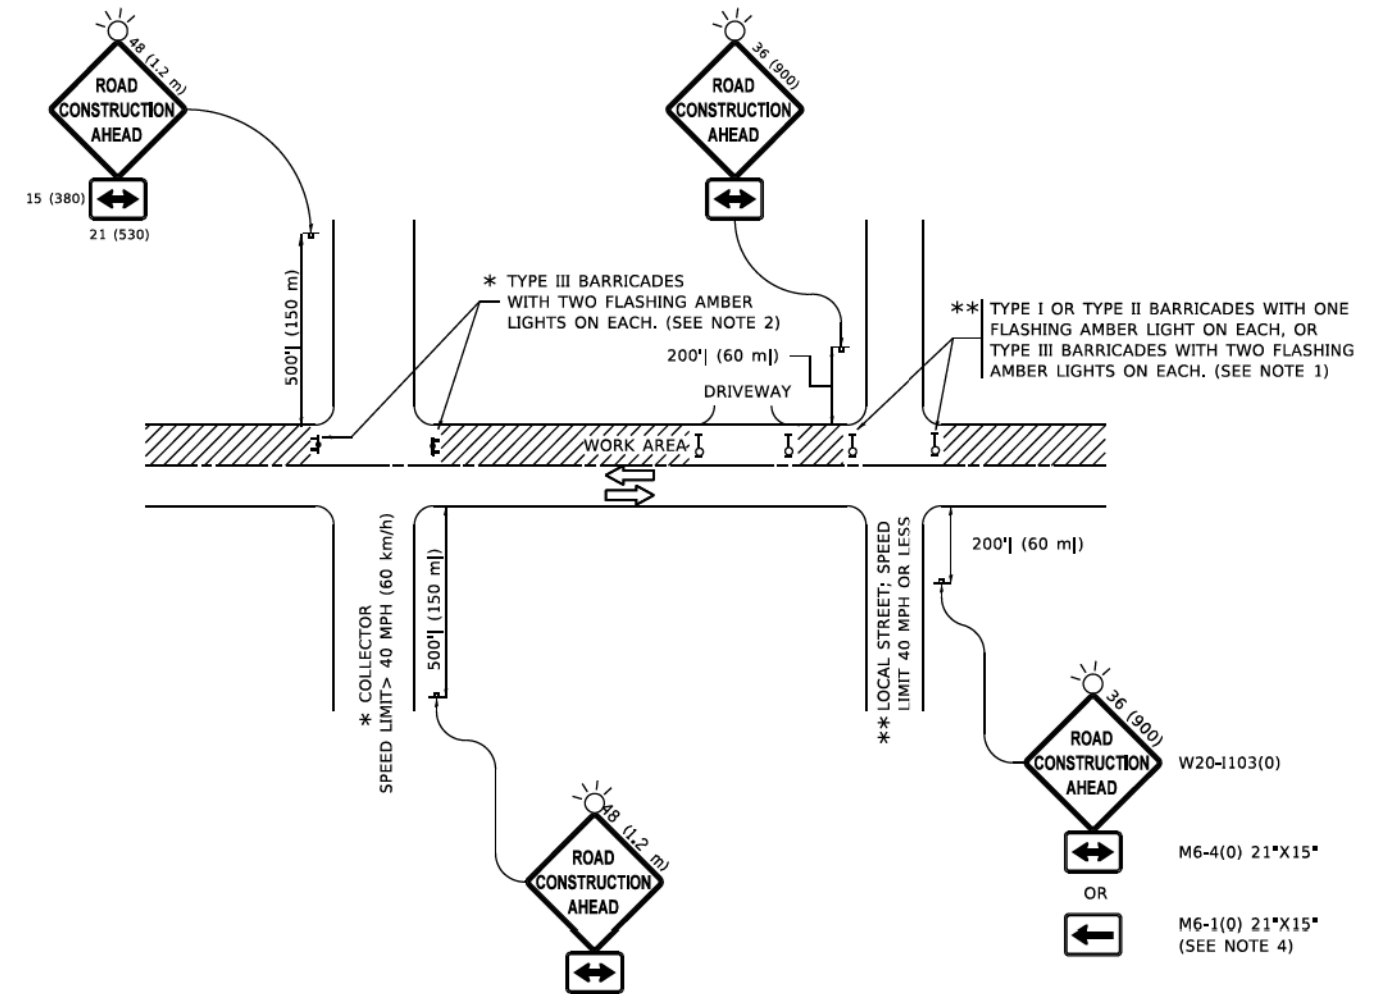 48 (1.2 m)
ROAD
CONSTRUCTION
AHEAD
15 (380)
21 (530)
36 (900)
ROAD
CONSTRUCTION
AHEAD
500'| (150 m)
* TYPE III BARRICADES
WITH TWO FLASHING AMBER
LIGHTS ON EACH. (SEE NOTE 2)
200'| (60 m|)
DRIVEWAY
** TYPE I OR TYPE II BARRICADES WITH ONE
FLASHING AMBER LIGHT ON EACH, OR
TYPE III BARRICADES WITH TWO FLASHING
AMBER LIGHTS ON EACH. (SEE NOTE 1)
WORK AREA
* COLLECTOR
SPEED LIMIT> 40 MPH (60 km/h)
500'| (150 m|)
** LOCAL STREET; SPEED
LIMIT 40 MPH OR LESS
200'| (60 m|)
48 (1.2 m)
ROAD
CONSTRUCTION
AHEAD
36 (900)
ROAD
CONSTRUCTION
AHEAD
W20-I103(0)
M6-4(0) 21"X15"
OR
M6-1(0) 21"X15"
(SEE NOTE 4)